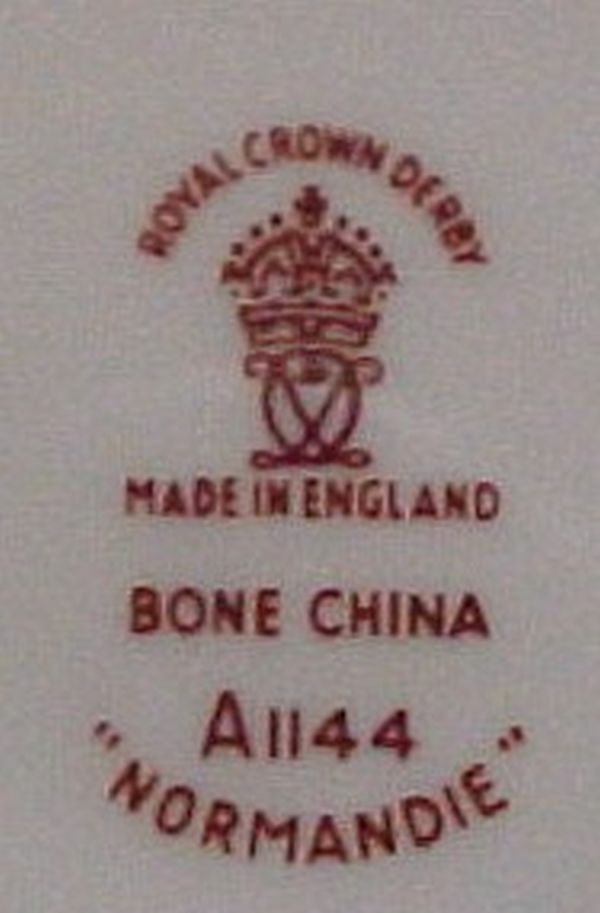 ROYAL CROWN DERBY
MADE IN ENGLAND
BONE CHINA
A1144
"NORMANDIE"